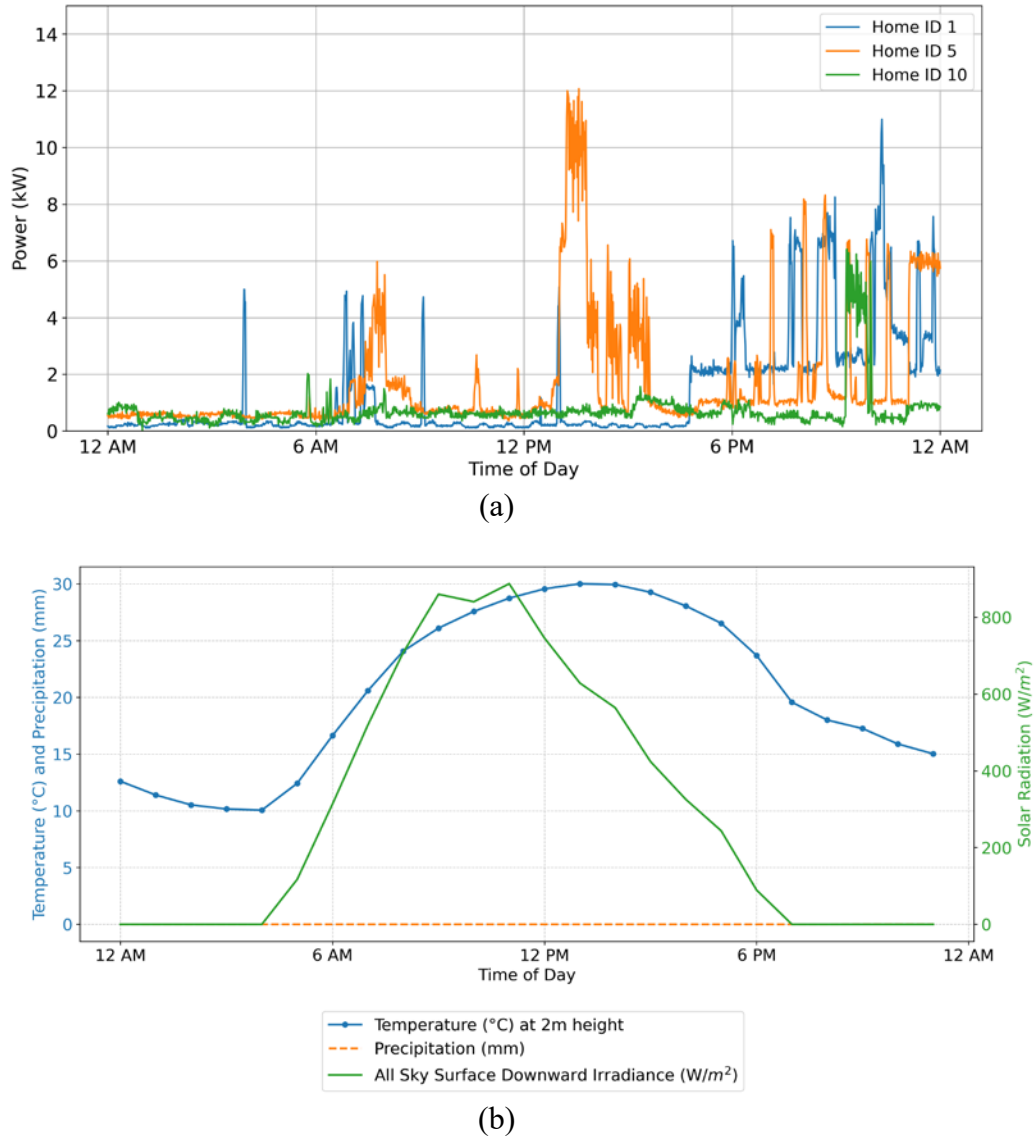 14
12
10
8
6
4
2
0
Power (kW)
Home ID 1
Home ID 5
Home ID 10
12 AM 6 AM 12 PM 6 PM 12 AM
Time of Day
(a)
30
25
20
15
10
5
0
Temperature (°C) and Precipitation (mm)
800
600
400
200
0
Solar Radiation (W/m²)
12 AM 6 AM 12 PM 6 PM 12 AM
Time of Day
Temperature (°C) at 2m height
Precipitation (mm)
All Sky Surface Downward Irradiance (W/m²)
(b)